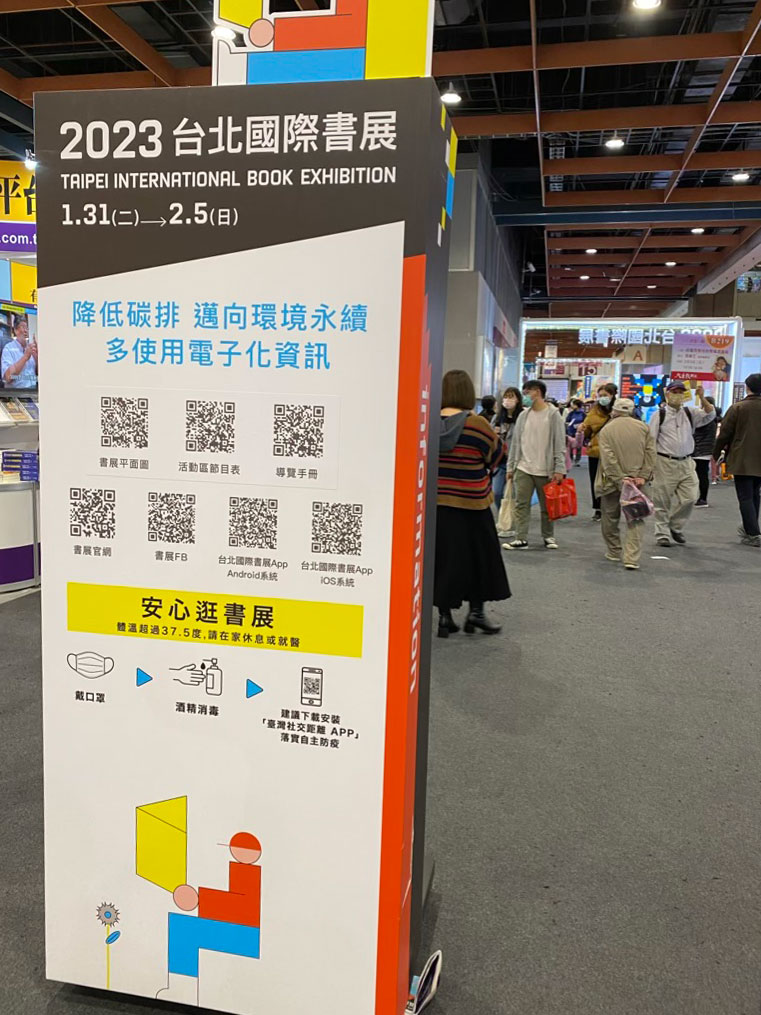 2023 台北國際書展
TAIPEI INTERNATIONAL BOOK EXHIBITION
1.31(二)→2.5(日)
降低碳排 邁向環境永續
多使用電子化資訊
書展平面圖
活動區節目表
導覽手冊
書展官網
書展FB
台北國際書展App
Android系統
台北國際書展App
iOS系統
安心逛書展
體溫超過37.5度,請在家休息或就醫
戴口罩
酒精消毒
建議下載安裝
「臺灣社交距離 APP」
落實自主防疫
Information
.com.t
A
B219